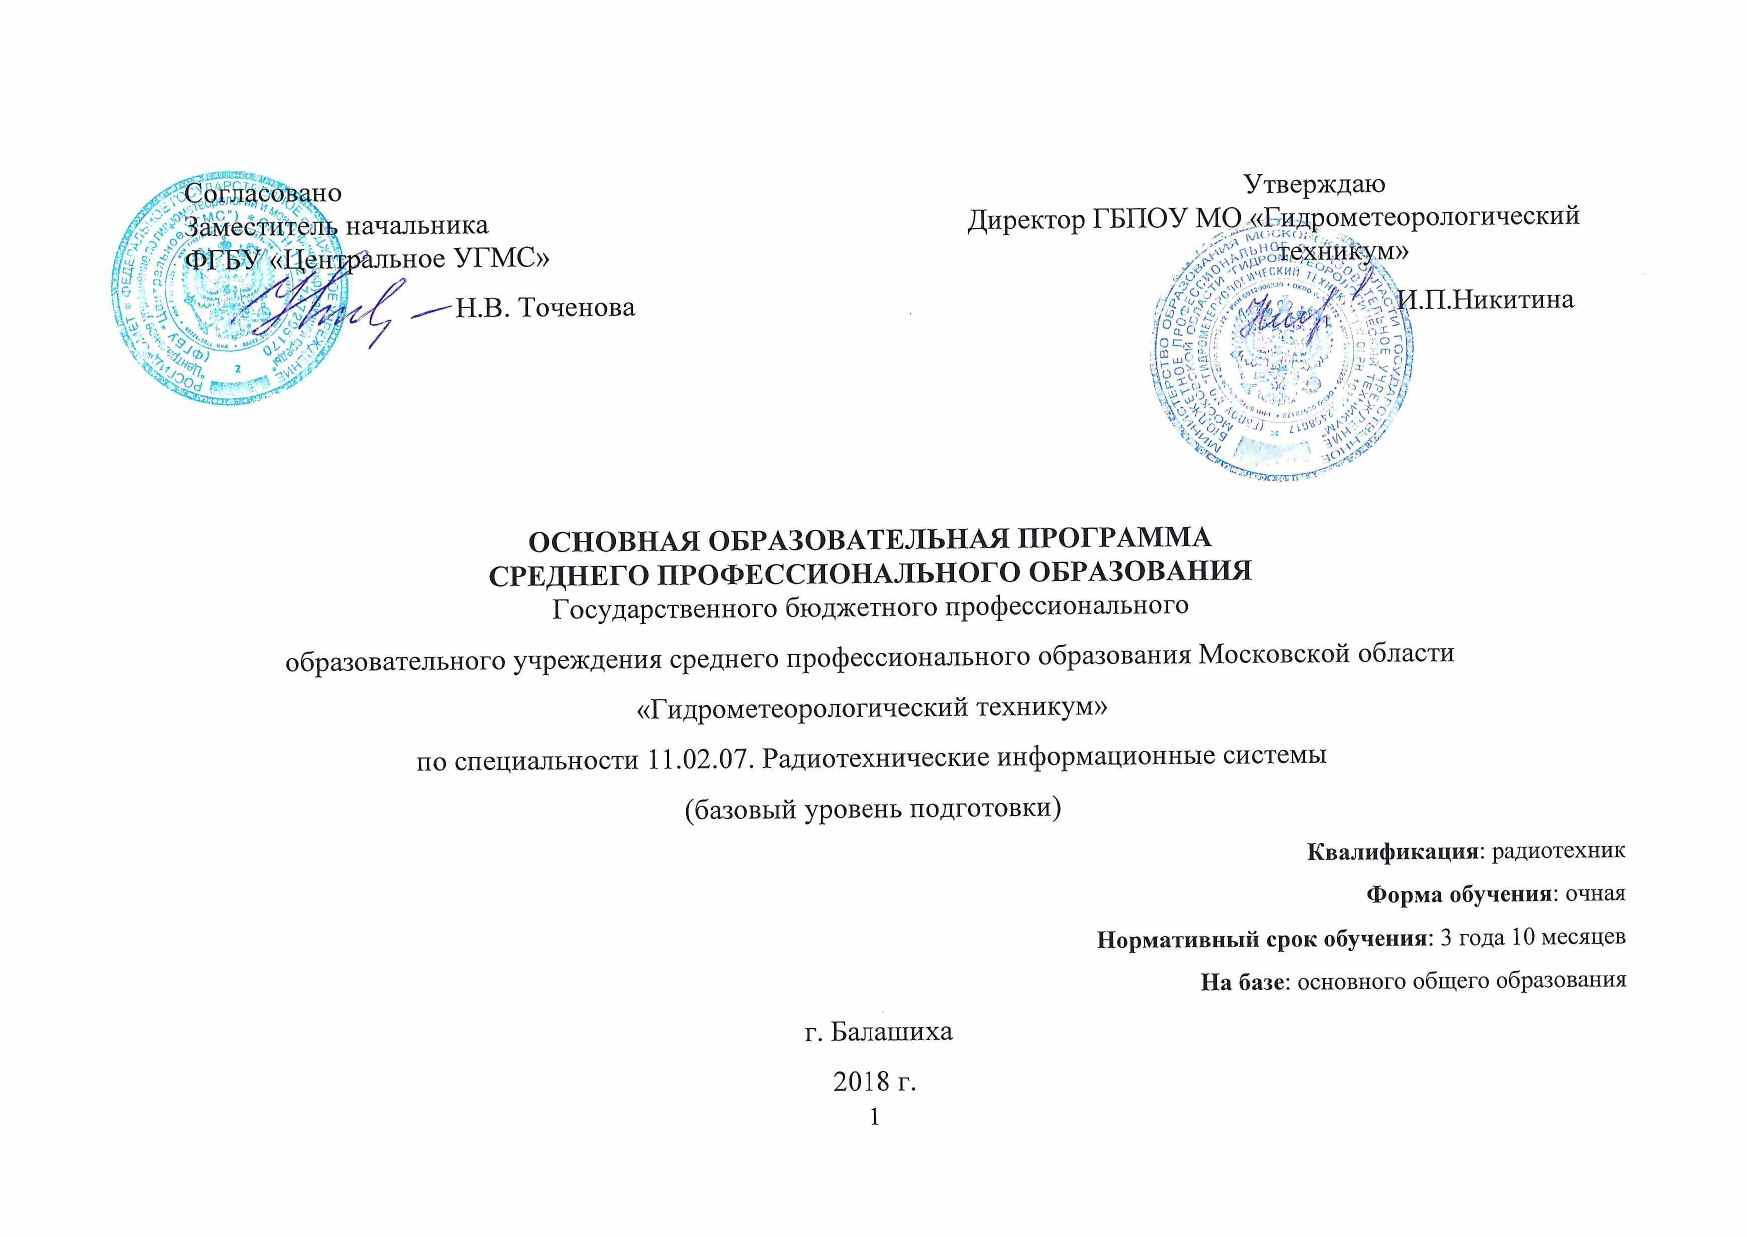 Согласовано
Заместитель начальника
ФГБУ «Центральное УГМС»
Н.В. Точенова
Утверждаю
Директор ГБПОУ МО «Гидрометеорологический
техникум»
И.П.Никитина
ОСНОВНАЯ ОБРАЗОВАТЕЛЬНАЯ ПРОГРАММА
СРЕДНЕГО ПРОФЕССИОНАЛЬНОГО ОБРАЗОВАНИЯ
Государственного бюджетного профессионального
образовательного учреждения среднего профессионального образования Московской области
«Гидрометеорологический техникум»
по специальности 11.02.07. Радиотехнические информационные системы
(базовый уровень подготовки)
Квалификация: радиотехник
Форма обучения: очная
Нормативный срок обучения: 3 года 10 месяцев
На базе: основного общего образования
г. Балашиха
2018 г.
1